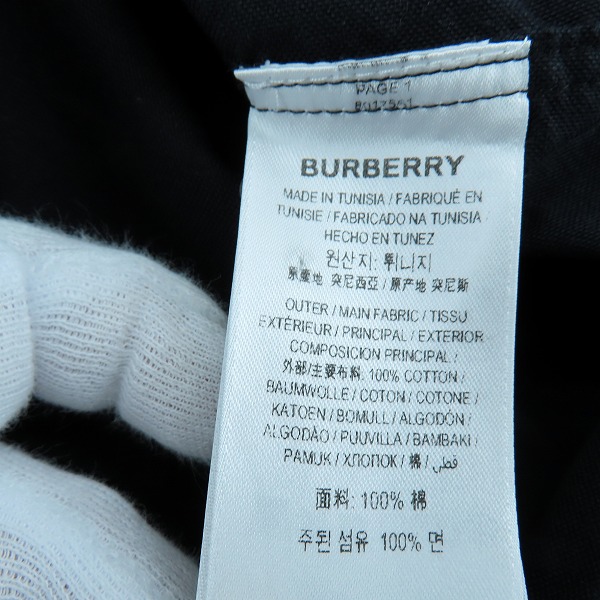 PAGE 1
8017561
BURBERRY
MADE IN TUNISIA / FABRIQUÉ EN
TUNISIE / FABRICADO NA TUNISIA
HECHO EN TUNEZ
원산지: 튀니지
原產地 突尼西亞 / 原产地 突尼斯
OUTER / MAIN FABRIC / TISSU
EXTÉRIEUR / PRINCIPAL / EXTERIOR
COMPOSICION PRINCIPAL /
外部/主要布料: 100% COTTON /
BAUMWOLLE / COTON / COTONE /
KATOEN / BOMULL / ALGODÓN /
ALGODÃO / PUUVILLA / BAMBAKI /
PAMUK / ХЛОПОК / 棉 / قطن /
面料: 100% 棉
주된 섬유 100% 면